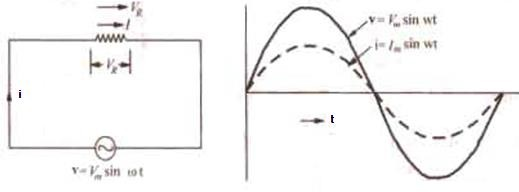 V_R
I
V_R
i
v=V_m sin ωt
v=V_m sin wt
i=I_m sin wt
t